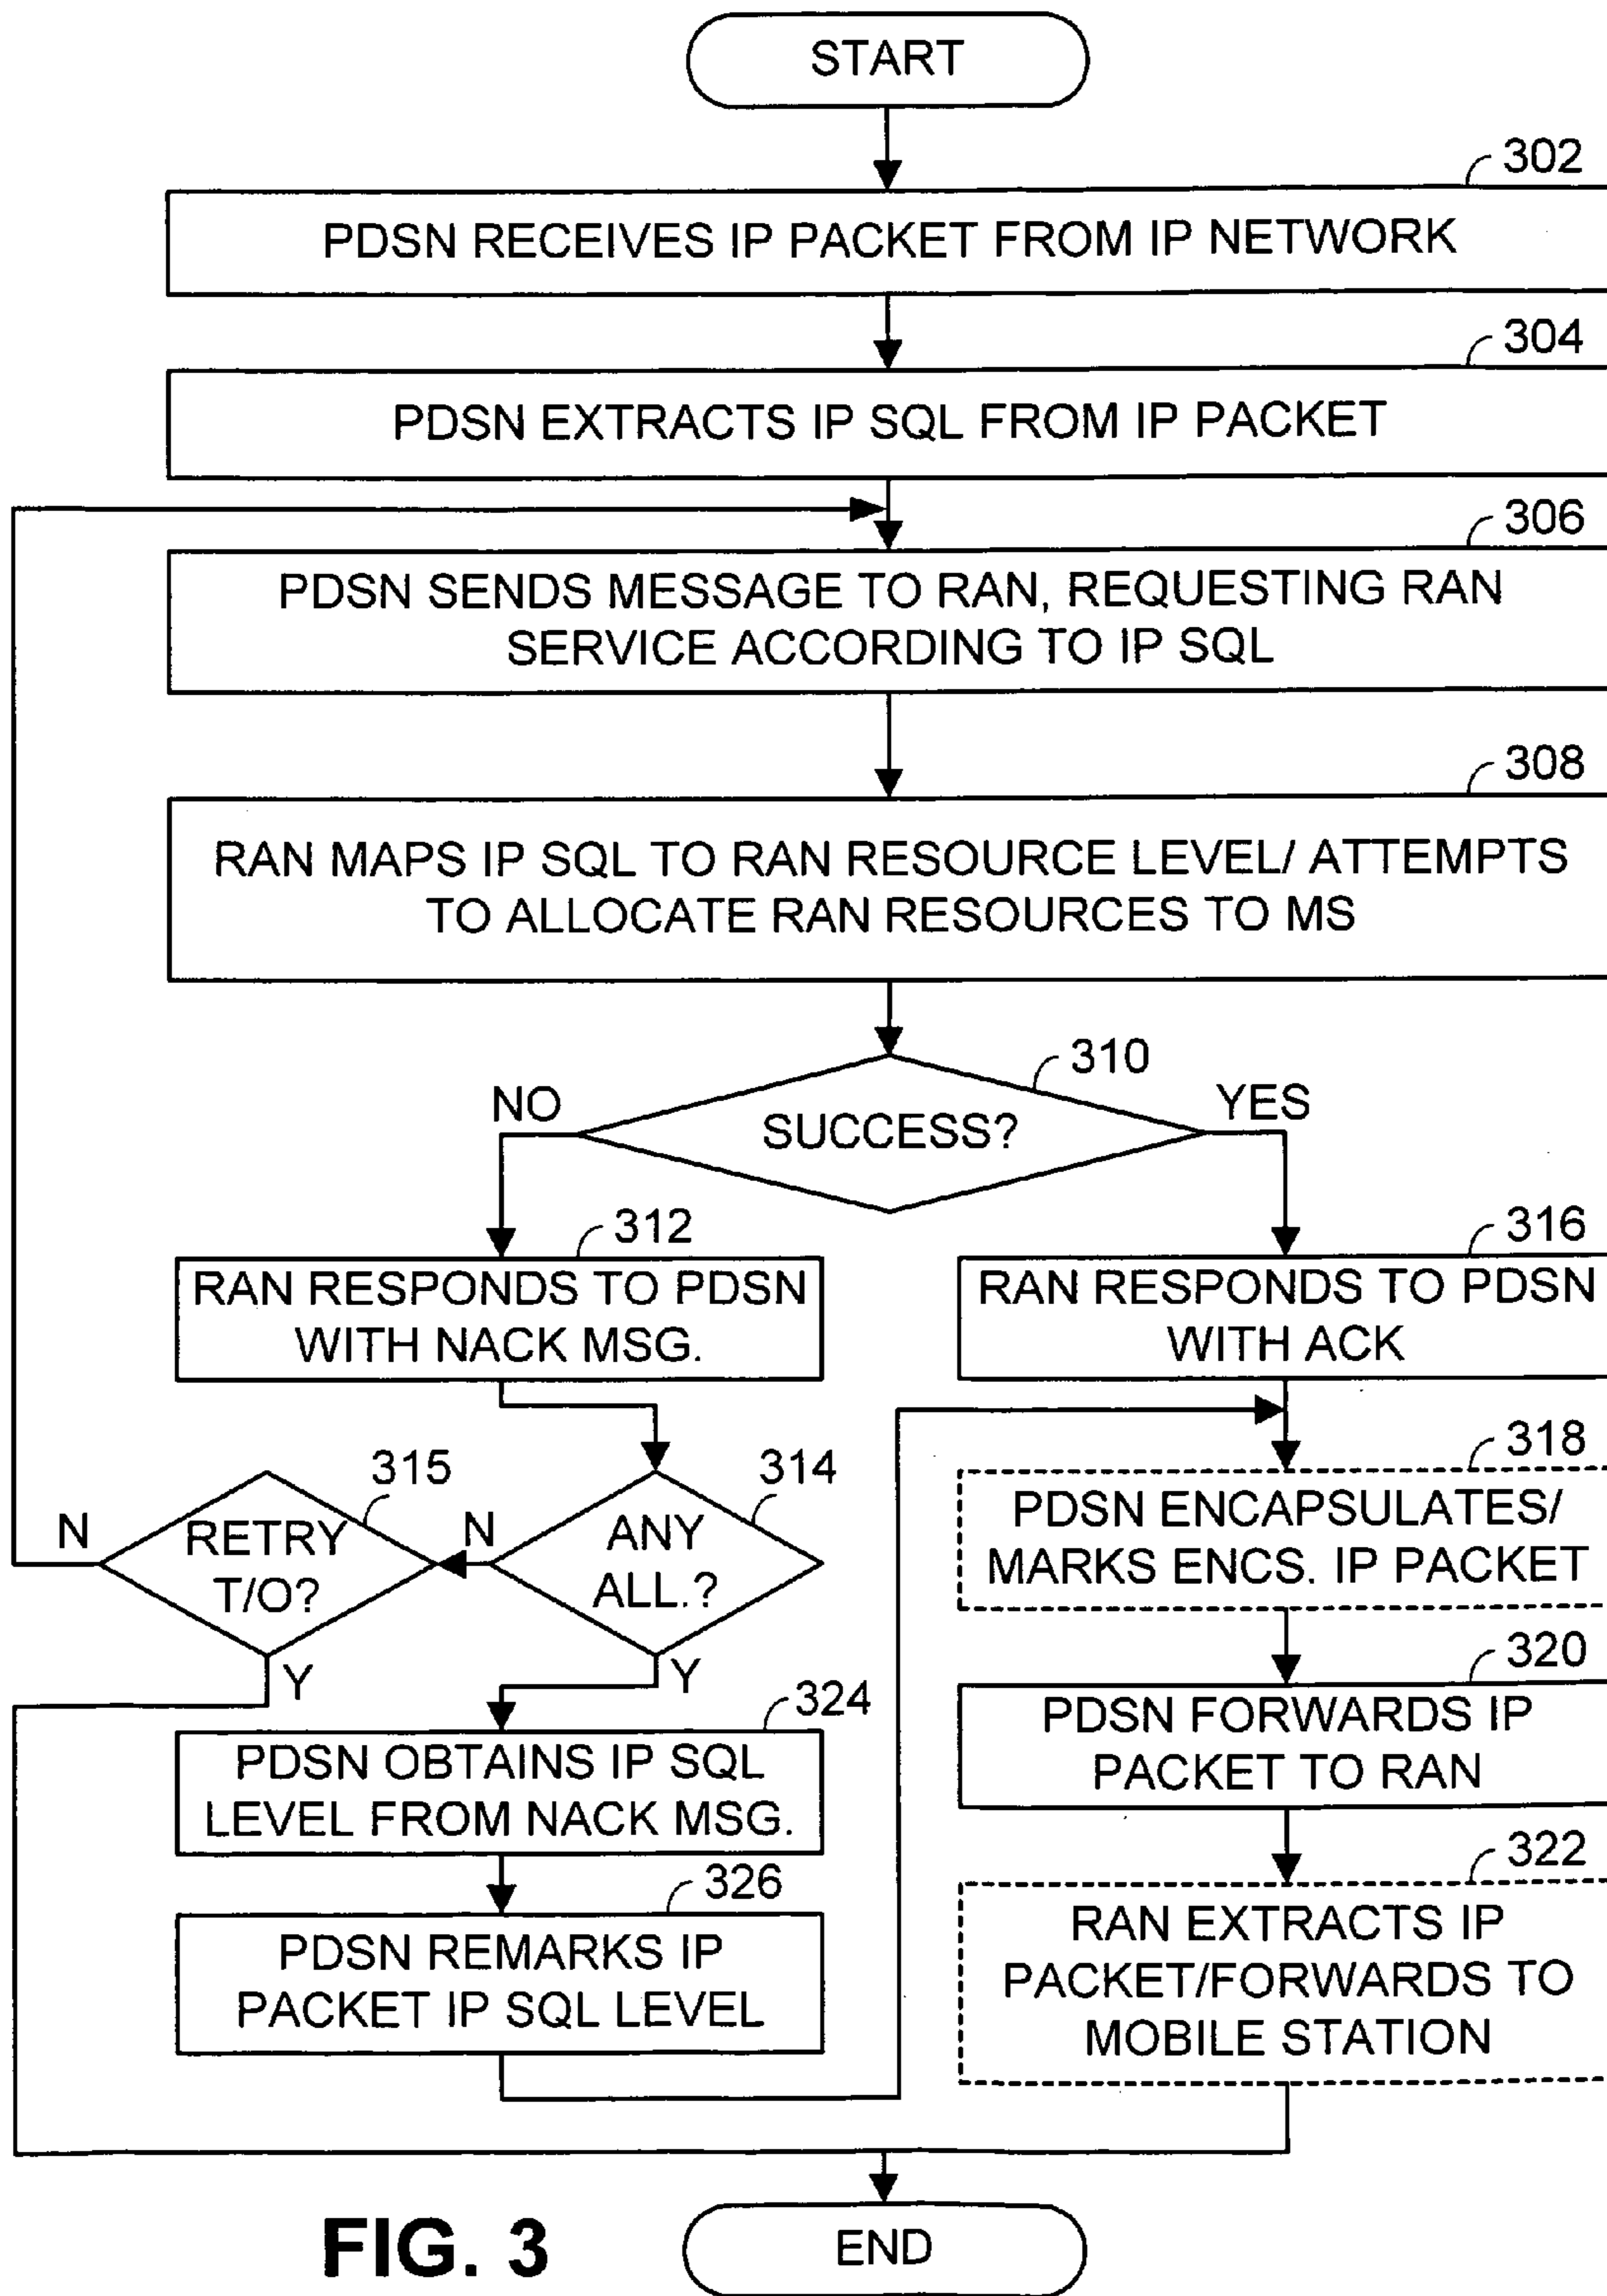 START
302
PDSN RECEIVES IP PACKET FROM IP NETWORK
304
PDSN EXTRACTS IP SQL FROM IP PACKET
306
PDSN SENDS MESSAGE TO RAN, REQUESTING RAN
SERVICE ACCORDING TO IP SQL
308
RAN MAPS IP SQL TO RAN RESOURCE LEVEL/ ATTEMPTS
TO ALLOCATE RAN RESOURCES TO MS
310
NO
SUCCESS?
YES
312
RAN RESPONDS TO PDSN
WITH NACK MSG.
316
RAN RESPONDS TO PDSN
WITH ACK
315
N
RETRY
T/O?
Y
314
N
ANY
ALL.?
Y
318
PDSN ENCAPSULATES/
MARKS ENCS. IP PACKET
324
PDSN OBTAINS IP SQL
LEVEL FROM NACK MSG.
320
PDSN FORWARDS IP
PACKET TO RAN
326
PDSN REMARKS IP
PACKET IP SQL LEVEL
322
RAN EXTRACTS IP
PACKET/FORWARDS TO
MOBILE STATION
FIG. 3
END